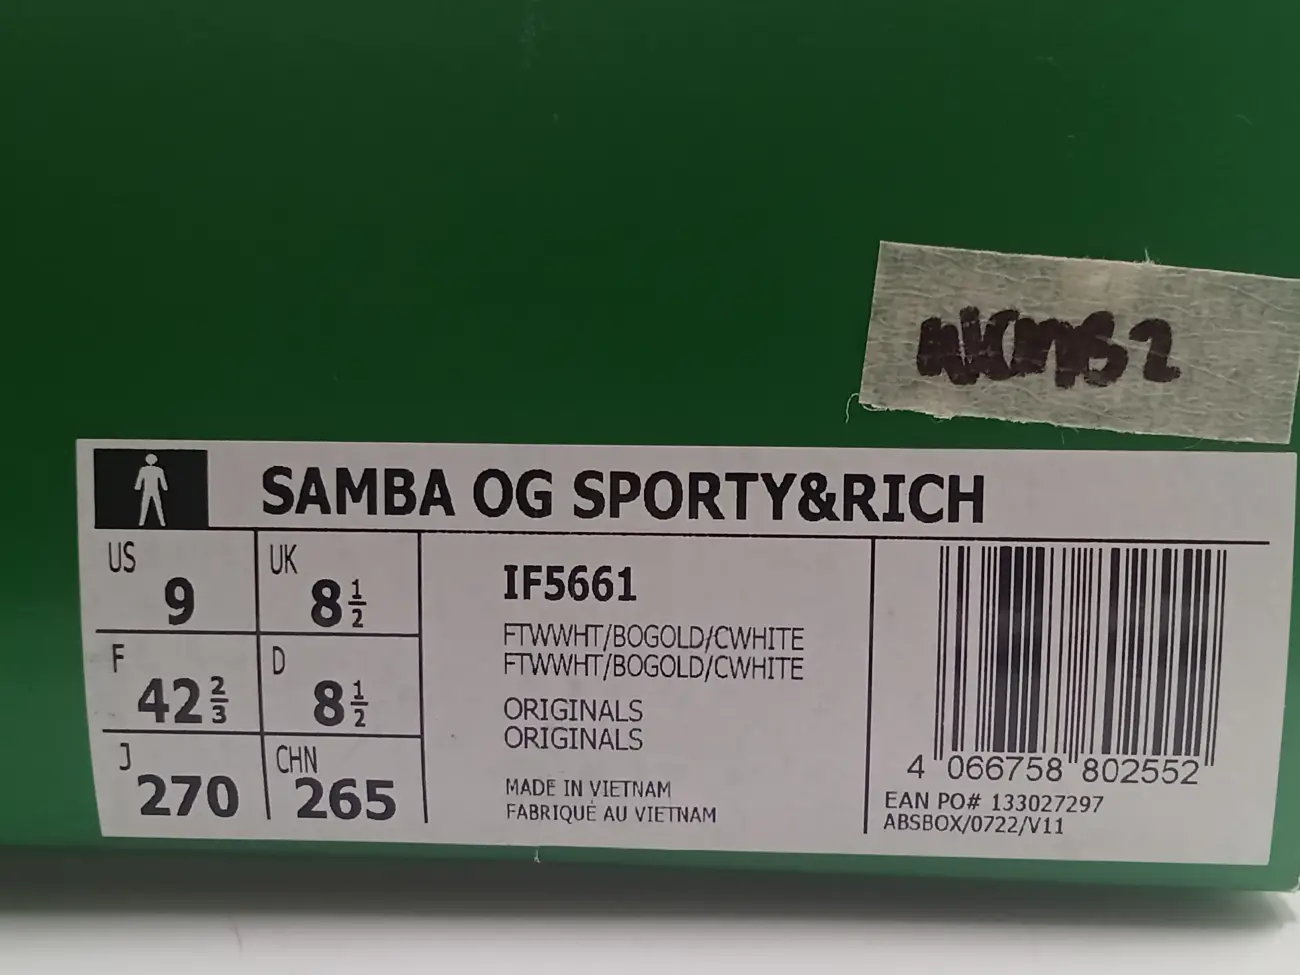 SAMBA OG SPORTY&RICH
US
9
UK
8 1/2
F
42 2/3
D
8 1/2
J
270
CHN
265
IF5661
FTWWHT/BOGOLD/CWHITE
FTWWHT/BOGOLD/CWHITE
ORIGINALS
ORIGINALS
MADE IN VIETNAM
FABRIQUÉ AU VIETNAM
4 066758 802552
EAN PO# 133027297
ABSBOX/0722/V11